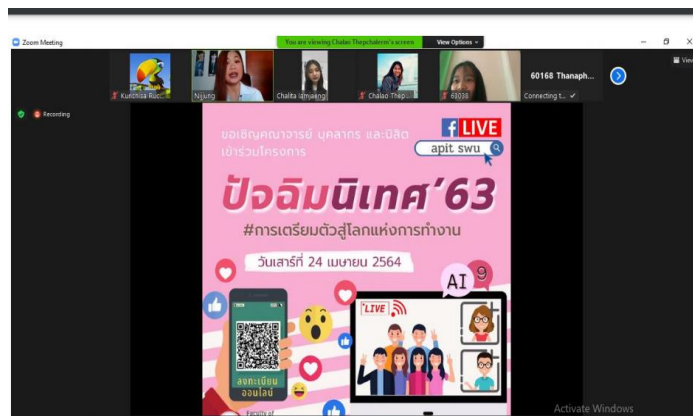 Zoom Meeting
You are viewing Chalao Thepchaleom's screen
View Options
View
Kunchisa Ruc...
Nijung
Chalita Iamjaeng
Chalao Thep...
63038
60168 Thanaph...
Connecting t...
Recording
ขอเชิญคณาจารย์ บุคลากร และนิสิต
เข้าร่วมโครงการ
f LIVE
apit swu
ปัจฉิมนิเทศ'63
#การเตรียมตัวสู่โลกแห่งการทำงาน
วันเสาร์ที่ 24 เมษายน 2564
AI
9
LIVE
ลงทะเบียน
ออนไลน์
Faculty of
Activate Windows